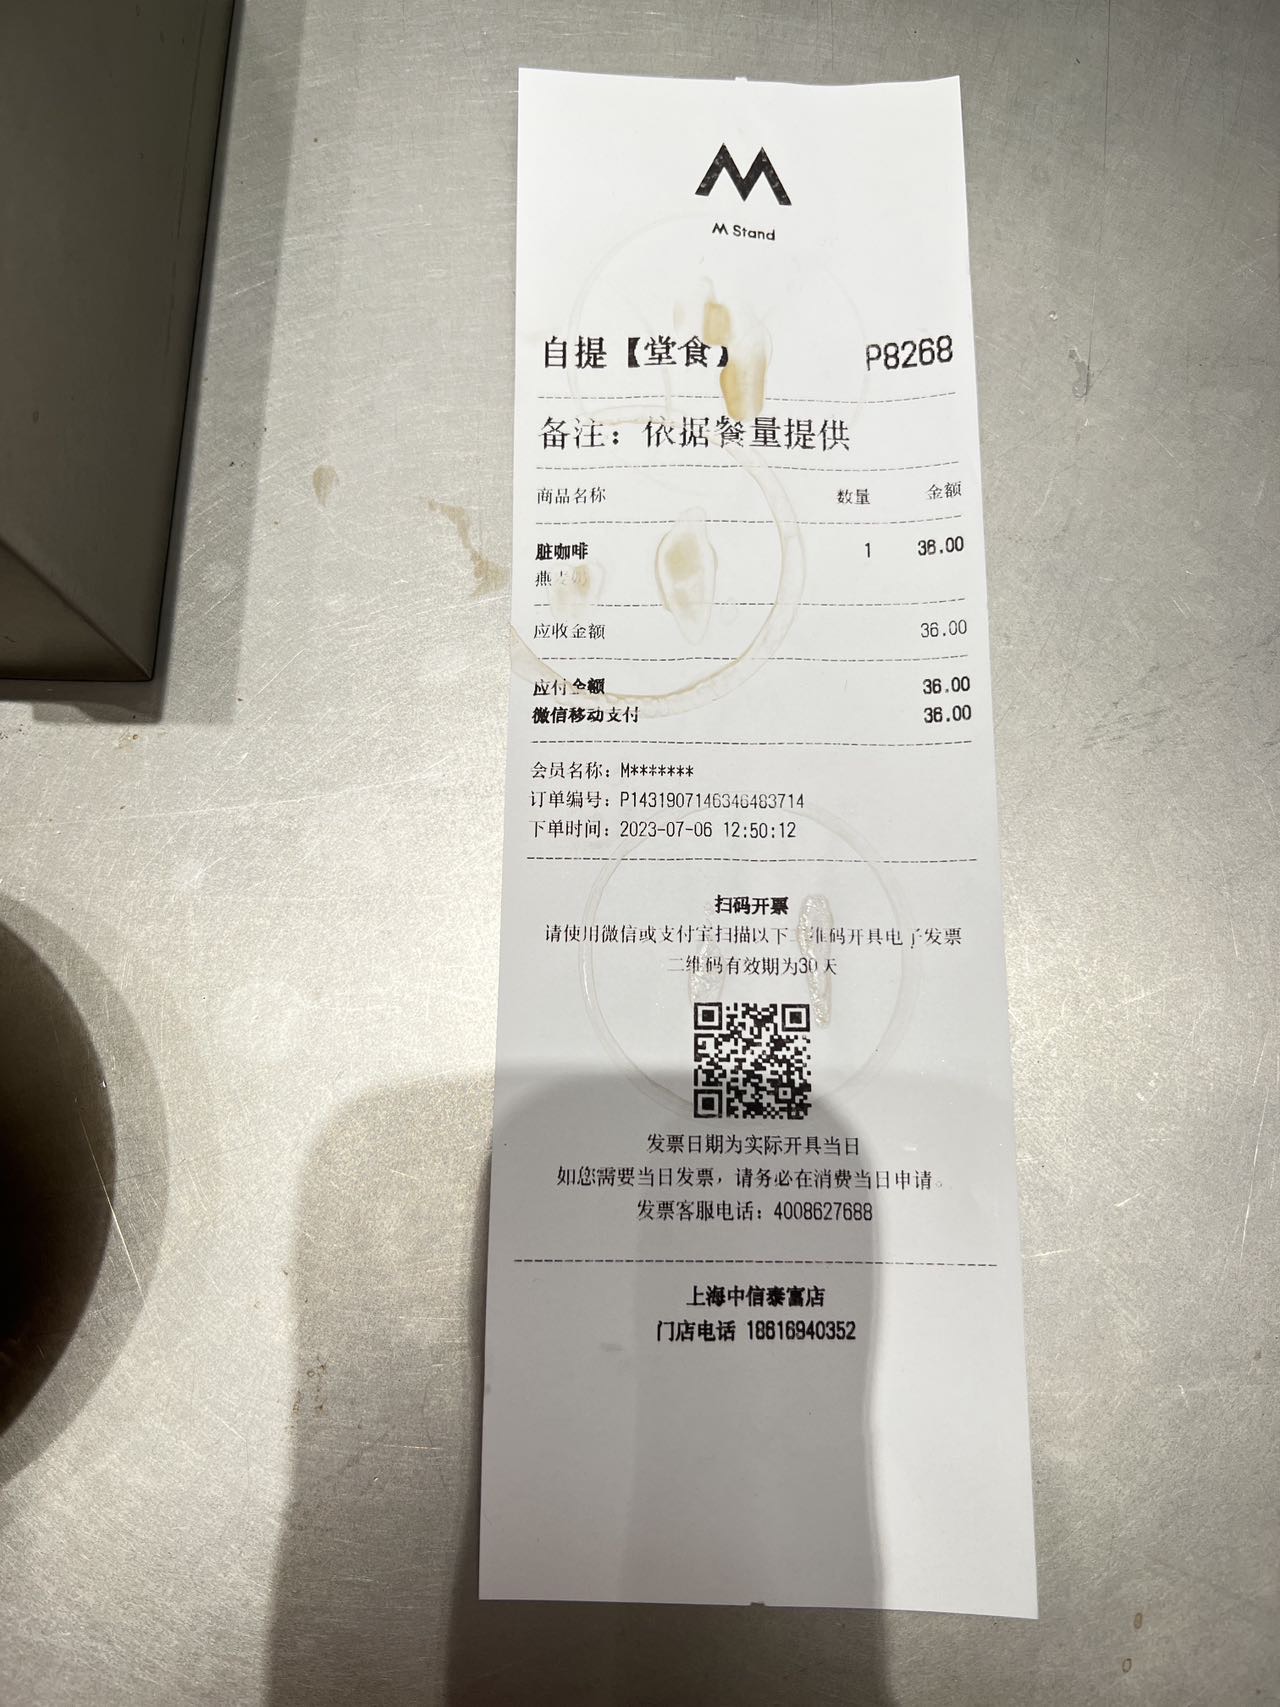 M Stand
自提【堂食】 P8268
备注：依据餐量提供
商品名称 数量 金额
脏咖啡 1 36.00
燕麦奶
应收金额 36.00
应付金额 36.00
微信移动支付 36.00
会员名称：M*******
订单编号：P1431907146346483714
下单时间：2023-07-06 12:50:12
扫码开票
请使用微信或支付宝扫描以下二维码开具电子发票
二维码有效期为30天
发票日期为实际开具当日
如您需要当日发票，请务必在消费当日申请。
发票客服电话：4008627688
上海中信泰富店
门店电话 18616940352